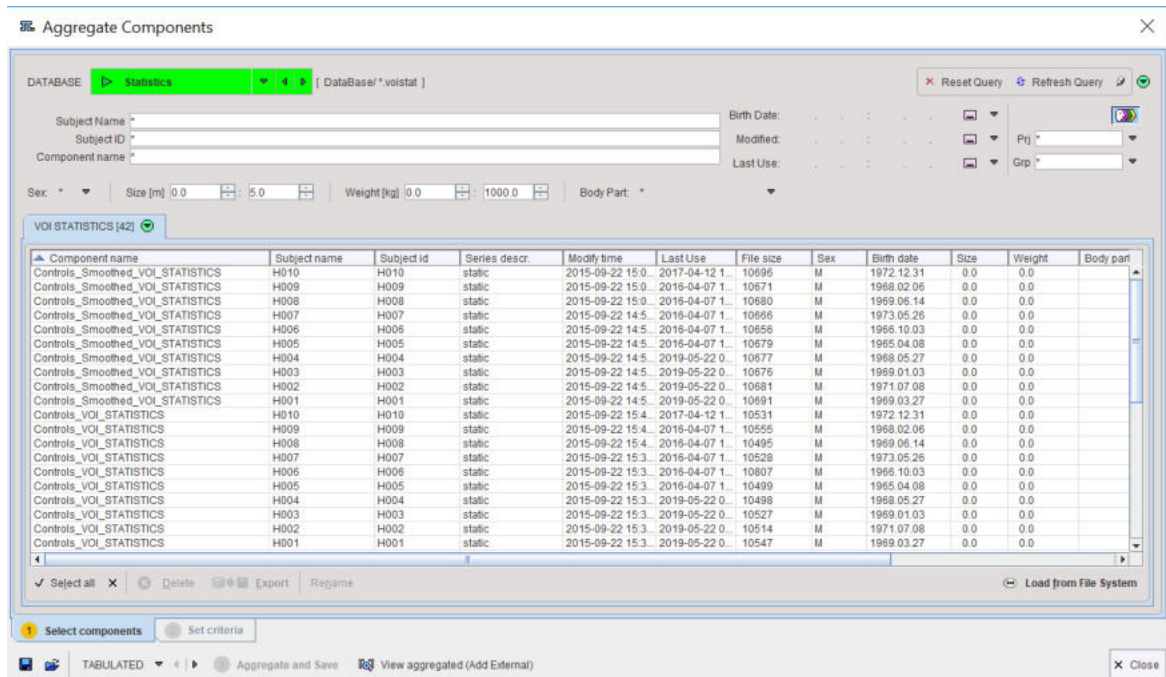 Aggregate Components
DATABASE Statistics [ DataBase/ *.voistat ] Reset Query Refresh Query
Subject Name *
Subject ID *
Component name *
Birth Date: . . : . .
Modified: . . : . . Prj *
Last Use: . . : . . Grp *
Sex: * Size [m] 0.0 : 5.0 Weight [kg] 0.0 : 1000.0 Body Part: *
VOI STATISTICS [42]
Component name Subject name Subject id Series descr. Modify time Last Use File size Sex Birth date Size Weight Body part
Controls_Smoothed_VOI_STATISTICS H010 H010 static 2015-09-22 15:0... 2017-04-12 1... 10696 M 1972.12.31 0.0 0.0
Controls_Smoothed_VOI_STATISTICS H009 H009 static 2015-09-22 15:0... 2016-04-07 1... 10671 M 1968.02.06 0.0 0.0
Controls_Smoothed_VOI_STATISTICS H008 H008 static 2015-09-22 15:0... 2016-04-07 1... 10680 M 1969.06.14 0.0 0.0
Controls_Smoothed_VOI_STATISTICS H007 H007 static 2015-09-22 14:5... 2016-04-07 1... 10666 M 1973.05.26 0.0 0.0
Controls_Smoothed_VOI_STATISTICS H006 H006 static 2015-09-22 14:5... 2016-04-07 1... 10656 M 1966.10.03 0.0 0.0
Controls_Smoothed_VOI_STATISTICS H005 H005 static 2015-09-22 14:5... 2016-04-07 1... 10679 M 1965.04.08 0.0 0.0
Controls_Smoothed_VOI_STATISTICS H004 H004 static 2015-09-22 14:5... 2019-05-22 0... 10677 M 1968.05.27 0.0 0.0
Controls_Smoothed_VOI_STATISTICS H003 H003 static 2015-09-22 14:5... 2019-05-22 0... 10676 M 1969.01.03 0.0 0.0
Controls_Smoothed_VOI_STATISTICS H002 H002 static 2015-09-22 14:5... 2019-05-22 0... 10681 M 1971.07.08 0.0 0.0
Controls_Smoothed_VOI_STATISTICS H001 H001 static 2015-09-22 14:5... 2019-05-22 0... 10691 M 1969.03.27 0.0 0.0
Controls_VOI_STATISTICS H010 H010 static 2015-09-22 15:4... 2017-04-12 1... 10531 M 1972.12.31 0.0 0.0
Controls_VOI_STATISTICS H009 H009 static 2015-09-22 15:4... 2016-04-07 1... 10555 M 1968.02.06 0.0 0.0
Controls_VOI_STATISTICS H008 H008 static 2015-09-22 15:4... 2016-04-07 1... 10495 M 1969.06.14 0.0 0.0
Controls_VOI_STATISTICS H007 H007 static 2015-09-22 15:3... 2016-04-07 1... 10528 M 1973.05.26 0.0 0.0
Controls_VOI_STATISTICS H006 H006 static 2015-09-22 15:3... 2016-04-07 1... 10807 M 1966.10.03 0.0 0.0
Controls_VOI_STATISTICS H005 H005 static 2015-09-22 15:3... 2016-04-07 1... 10499 M 1965.04.08 0.0 0.0
Controls_VOI_STATISTICS H004 H004 static 2015-09-22 15:3... 2019-05-22 0... 10498 M 1968.05.27 0.0 0.0
Controls_VOI_STATISTICS H003 H003 static 2015-09-22 15:3... 2019-05-22 0... 10527 M 1969.01.03 0.0 0.0
Controls_VOI_STATISTICS H002 H002 static 2015-09-22 15:3... 2019-05-22 0... 10514 M 1971.07.08 0.0 0.0
Controls_VOI_STATISTICS H001 H001 static 2015-09-22 15:3... 2019-05-22 0... 10547 M 1969.03.27 0.0 0.0
Select all Delete Export Rename Load from File System
1 Select components Set criteria
TABULATED Aggregate and Save View aggregated (Add External) Close